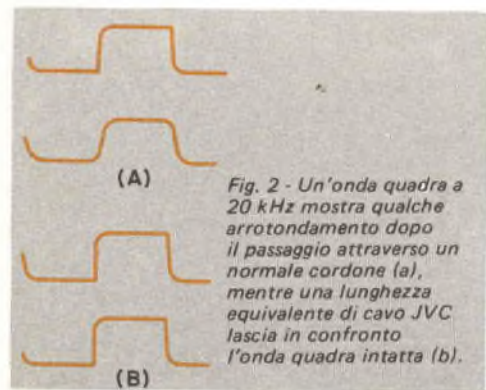 (A)
(B)
Fig. 2 - Un'onda quadra a
20 kHz mostra qualche
arrotondamento dopo
il passaggio attraverso un
normale cordone (a),
mentre una lunghezza
equivalente di cavo JVC
lascia in confronto
l'onda quadra intatta (b).